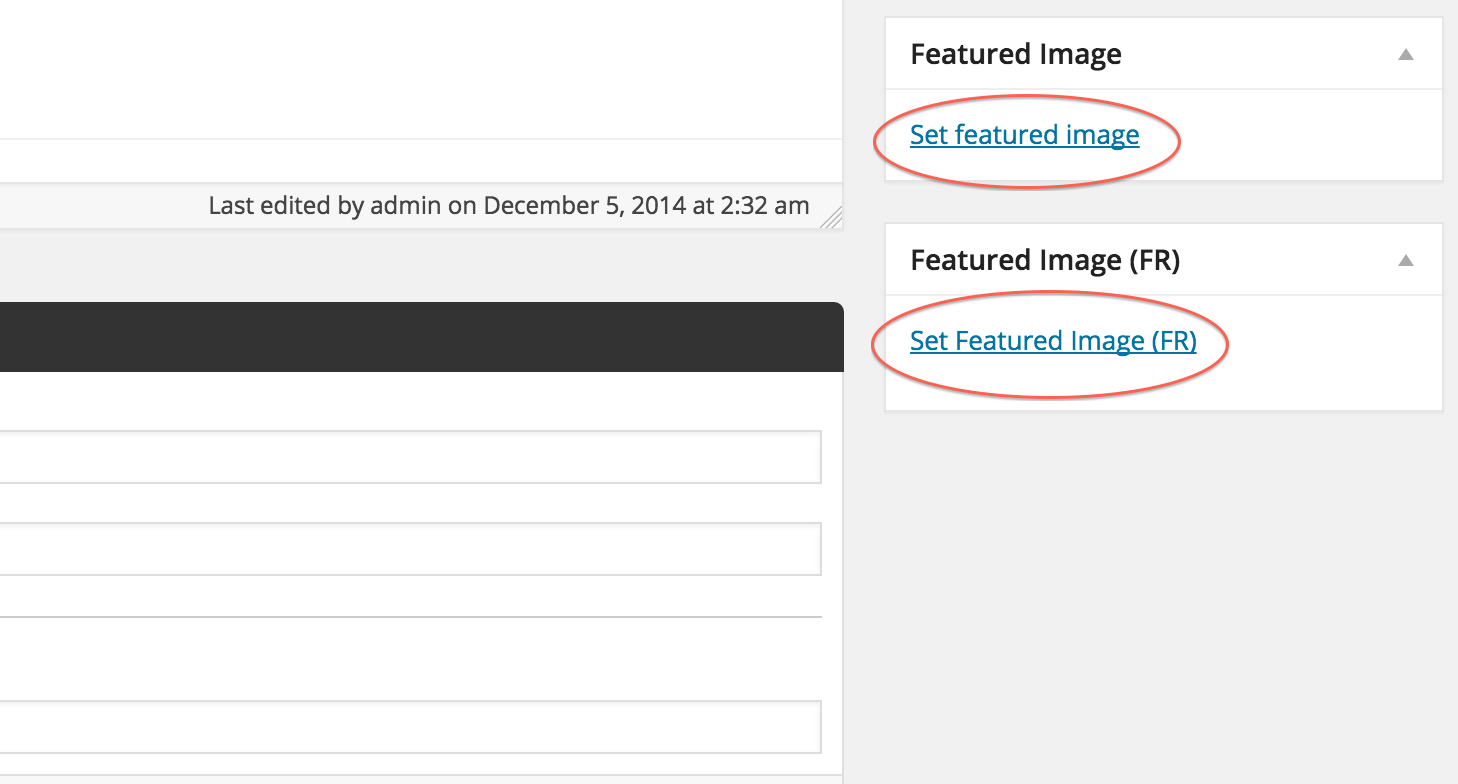 Featured Image
Set featured image
Last edited by admin on December 5, 2014 at 2:32 am
Featured Image (FR)
Set Featured Image (FR)